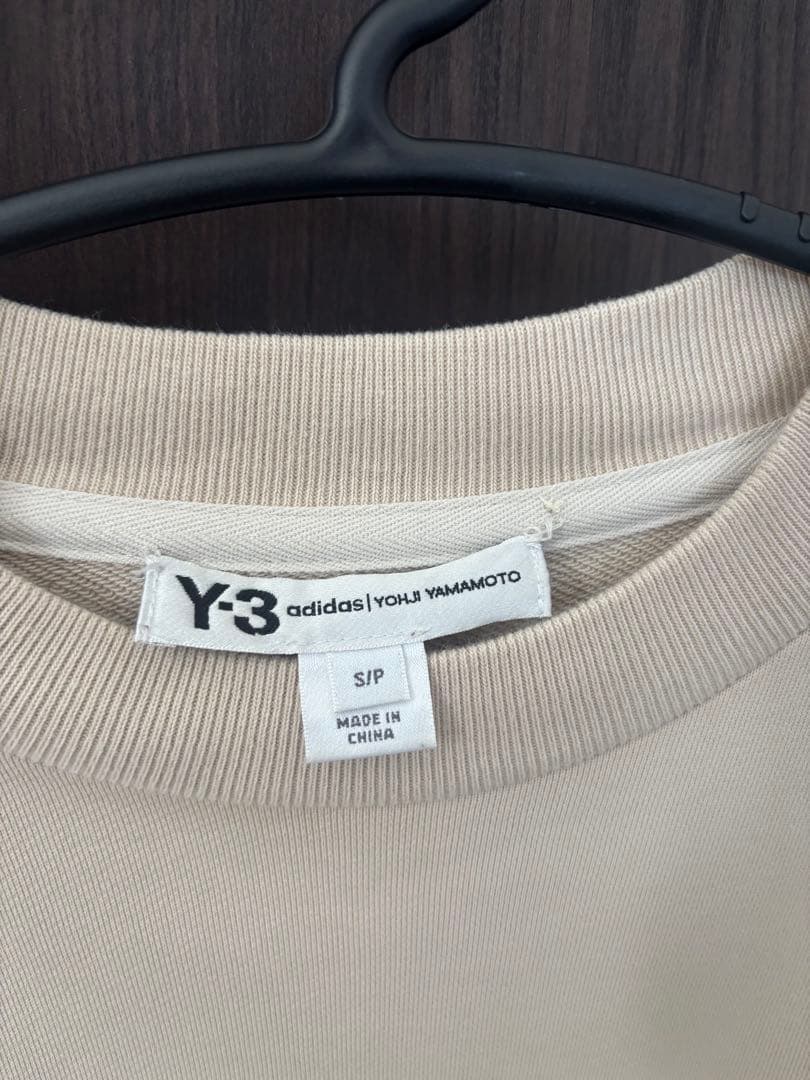 Y-3 adidas | YOHJI YAMAMOTO
S/P
MADE IN
CHINA